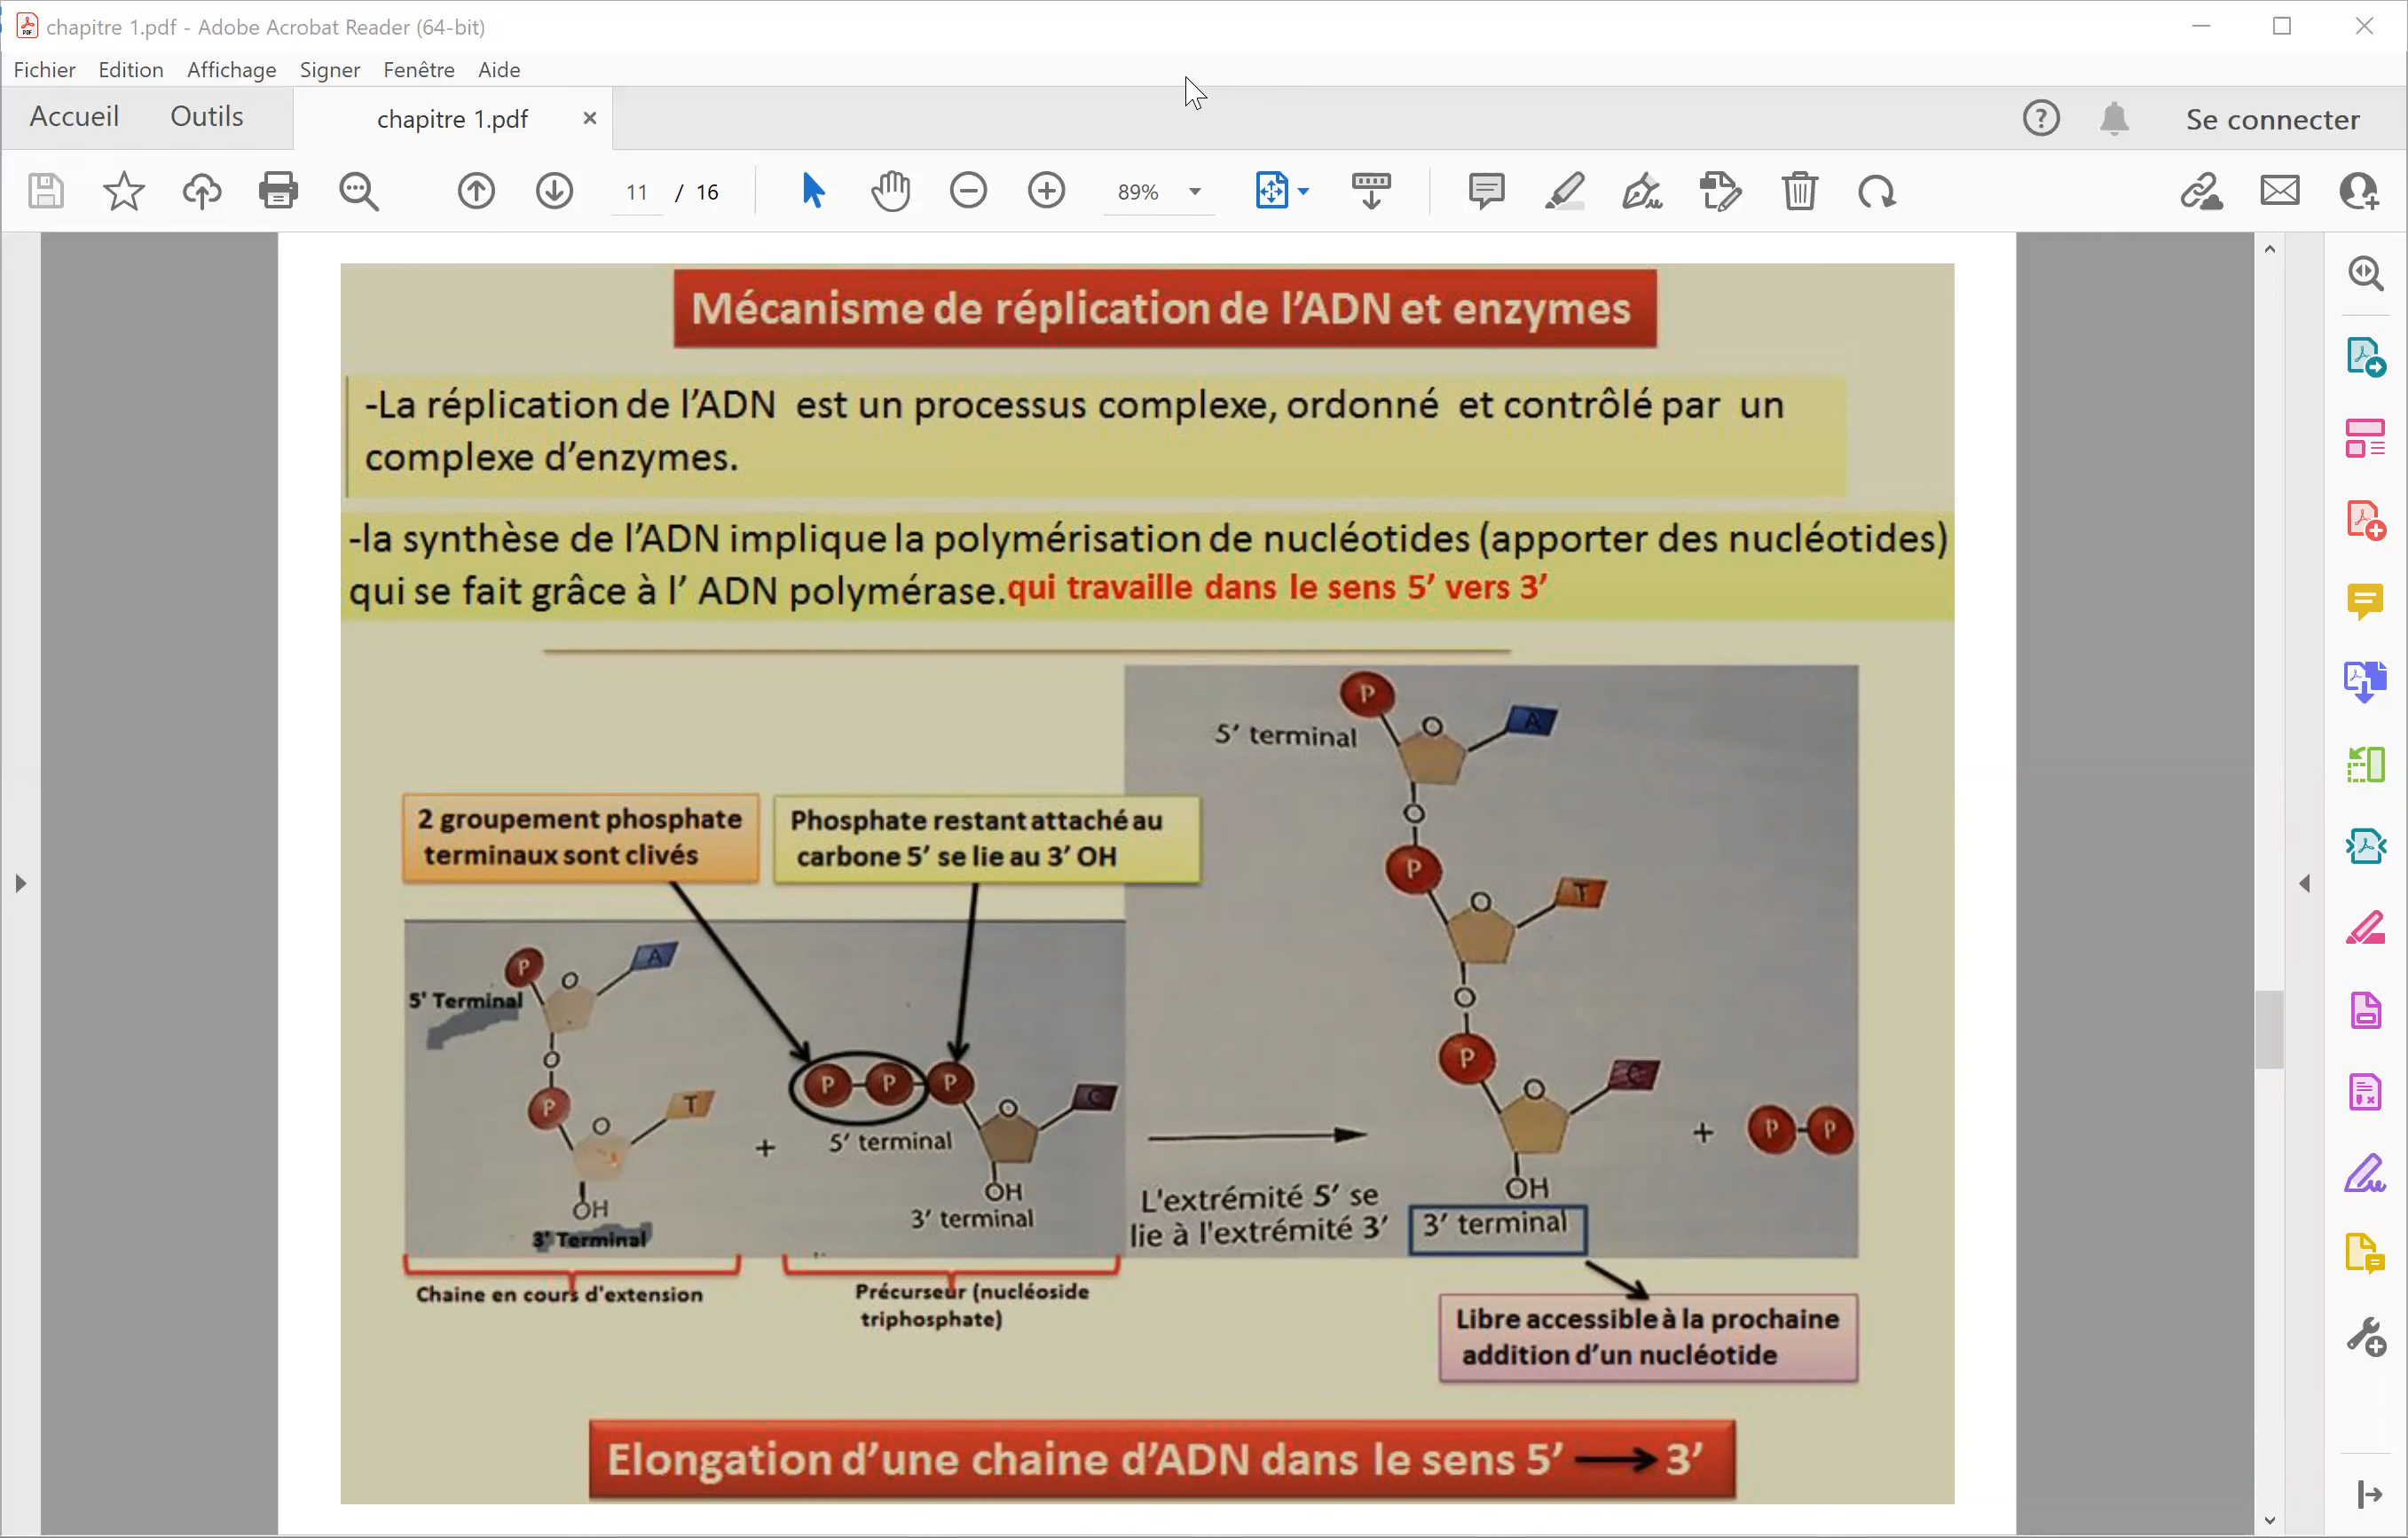 chapitre 1.pdf - Adobe Acrobat Reader (64-bit)
Fichier Edition Affichage Signer Fenêtre Aide
Accueil Outils chapitre 1.pdf Se connecter
11 / 16 89%
Mécanisme de réplication de l'ADN et enzymes
-La réplication de l'ADN est un processus complexe, ordonné et contrôlé par un
complexe d'enzymes.
-la synthèse de l'ADN implique la polymérisation de nucléotides (apporter des nucléotides)
qui se fait grâce à l' ADN polymérase. qui travaille dans le sens 5' vers 3'
2 groupement phosphate
terminaux sont clivés
Phosphate restant attaché au
carbone 5' se lie au 3' OH
P
A
5' Terminal
O
O
P
T
O
OH
3' Terminal
+
P P P
5' terminal
O
C
OH
3' terminal
L'extrémité 5' se
lie à l'extrémité 3'
P
5' terminal
O
A
O
P
T
O
O
P
C
O
OH
3' terminal
+
P P
Chaine en cours d'extension
Précurseur (nucléoside
triphosphate)
Libre accessible à la prochaine
addition d'un nucléotide
Elongation d'une chaine d'ADN dans le sens 5' → 3'